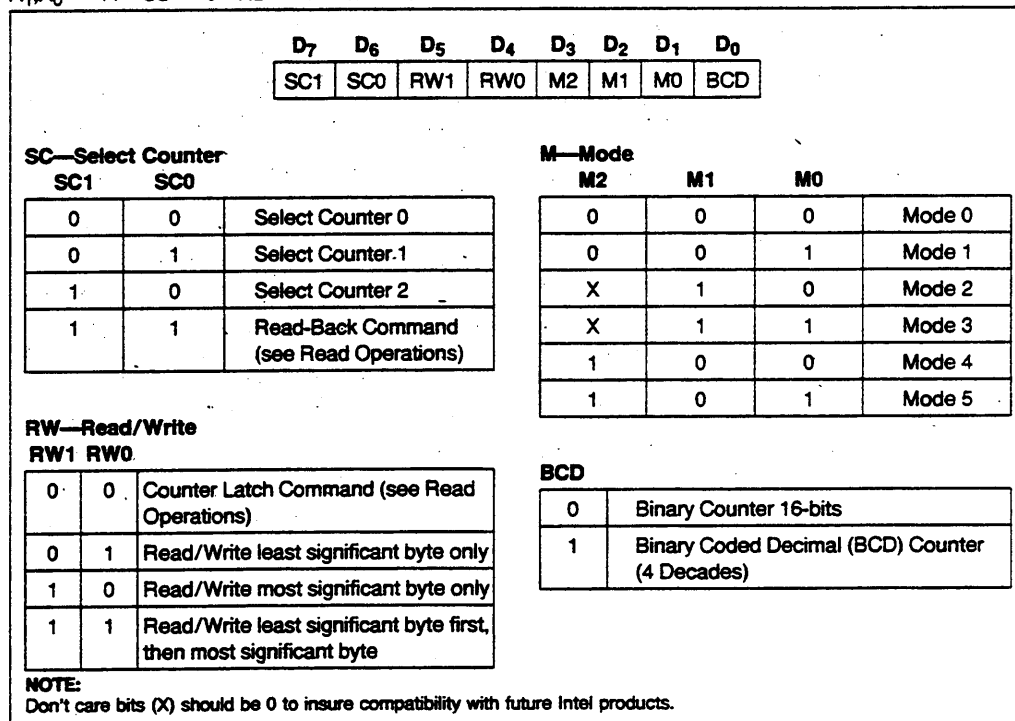 D7 D6 D5 D4 D3 D2 D1 D0
SC1 SC0 RW1 RW0 M2 M1 M0 BCD
SC—Select Counter
SC1 SC0
0 0 Select Counter 0
0 1 Select Counter 1
1 0 Select Counter 2
1 1 Read-Back Command
(see Read Operations)
RW—Read/Write
RW1 RW0
0 0 Counter Latch Command (see Read
Operations)
0 1 Read/Write least significant byte only
1 0 Read/Write most significant byte only
1 1 Read/Write least significant byte first,
then most significant byte
M—Mode
M2 M1 M0
0 0 0 Mode 0
0 0 1 Mode 1
X 1 0 Mode 2
X 1 1 Mode 3
1 0 0 Mode 4
1 0 1 Mode 5
BCD
0 Binary Counter 16-bits
1 Binary Coded Decimal (BCD) Counter
(4 Decades)
NOTE:
Don't care bits (X) should be 0 to insure compatibility with future Intel products.